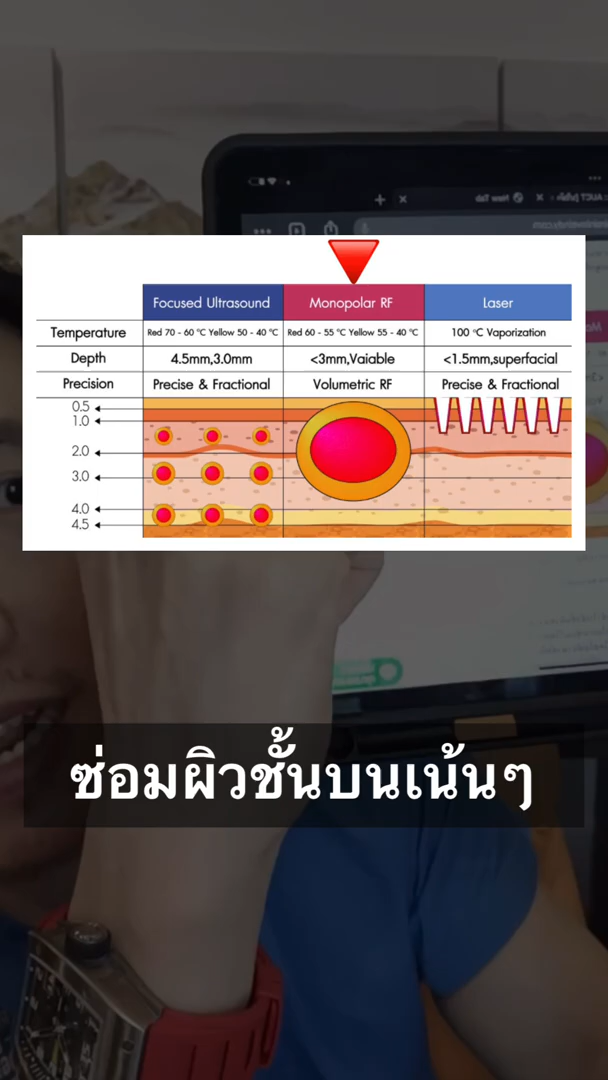 Focused Ultrasound Monopolar RF Laser
Temperature Red 70 - 60 °C Yellow 50 - 40 °C Red 60 - 55 °C Yellow 55 - 40 °C 100 °C Vaporization
Depth 4.5mm,3.0mm <3mm,Vaiable <1.5mm,superfacial
Precision Precise & Fractional Volumetric RF Precise & Fractional
0.5
1.0
2.0
3.0
4.0
4.5
ซ่อมผิวชั้นบนเน้นๆ